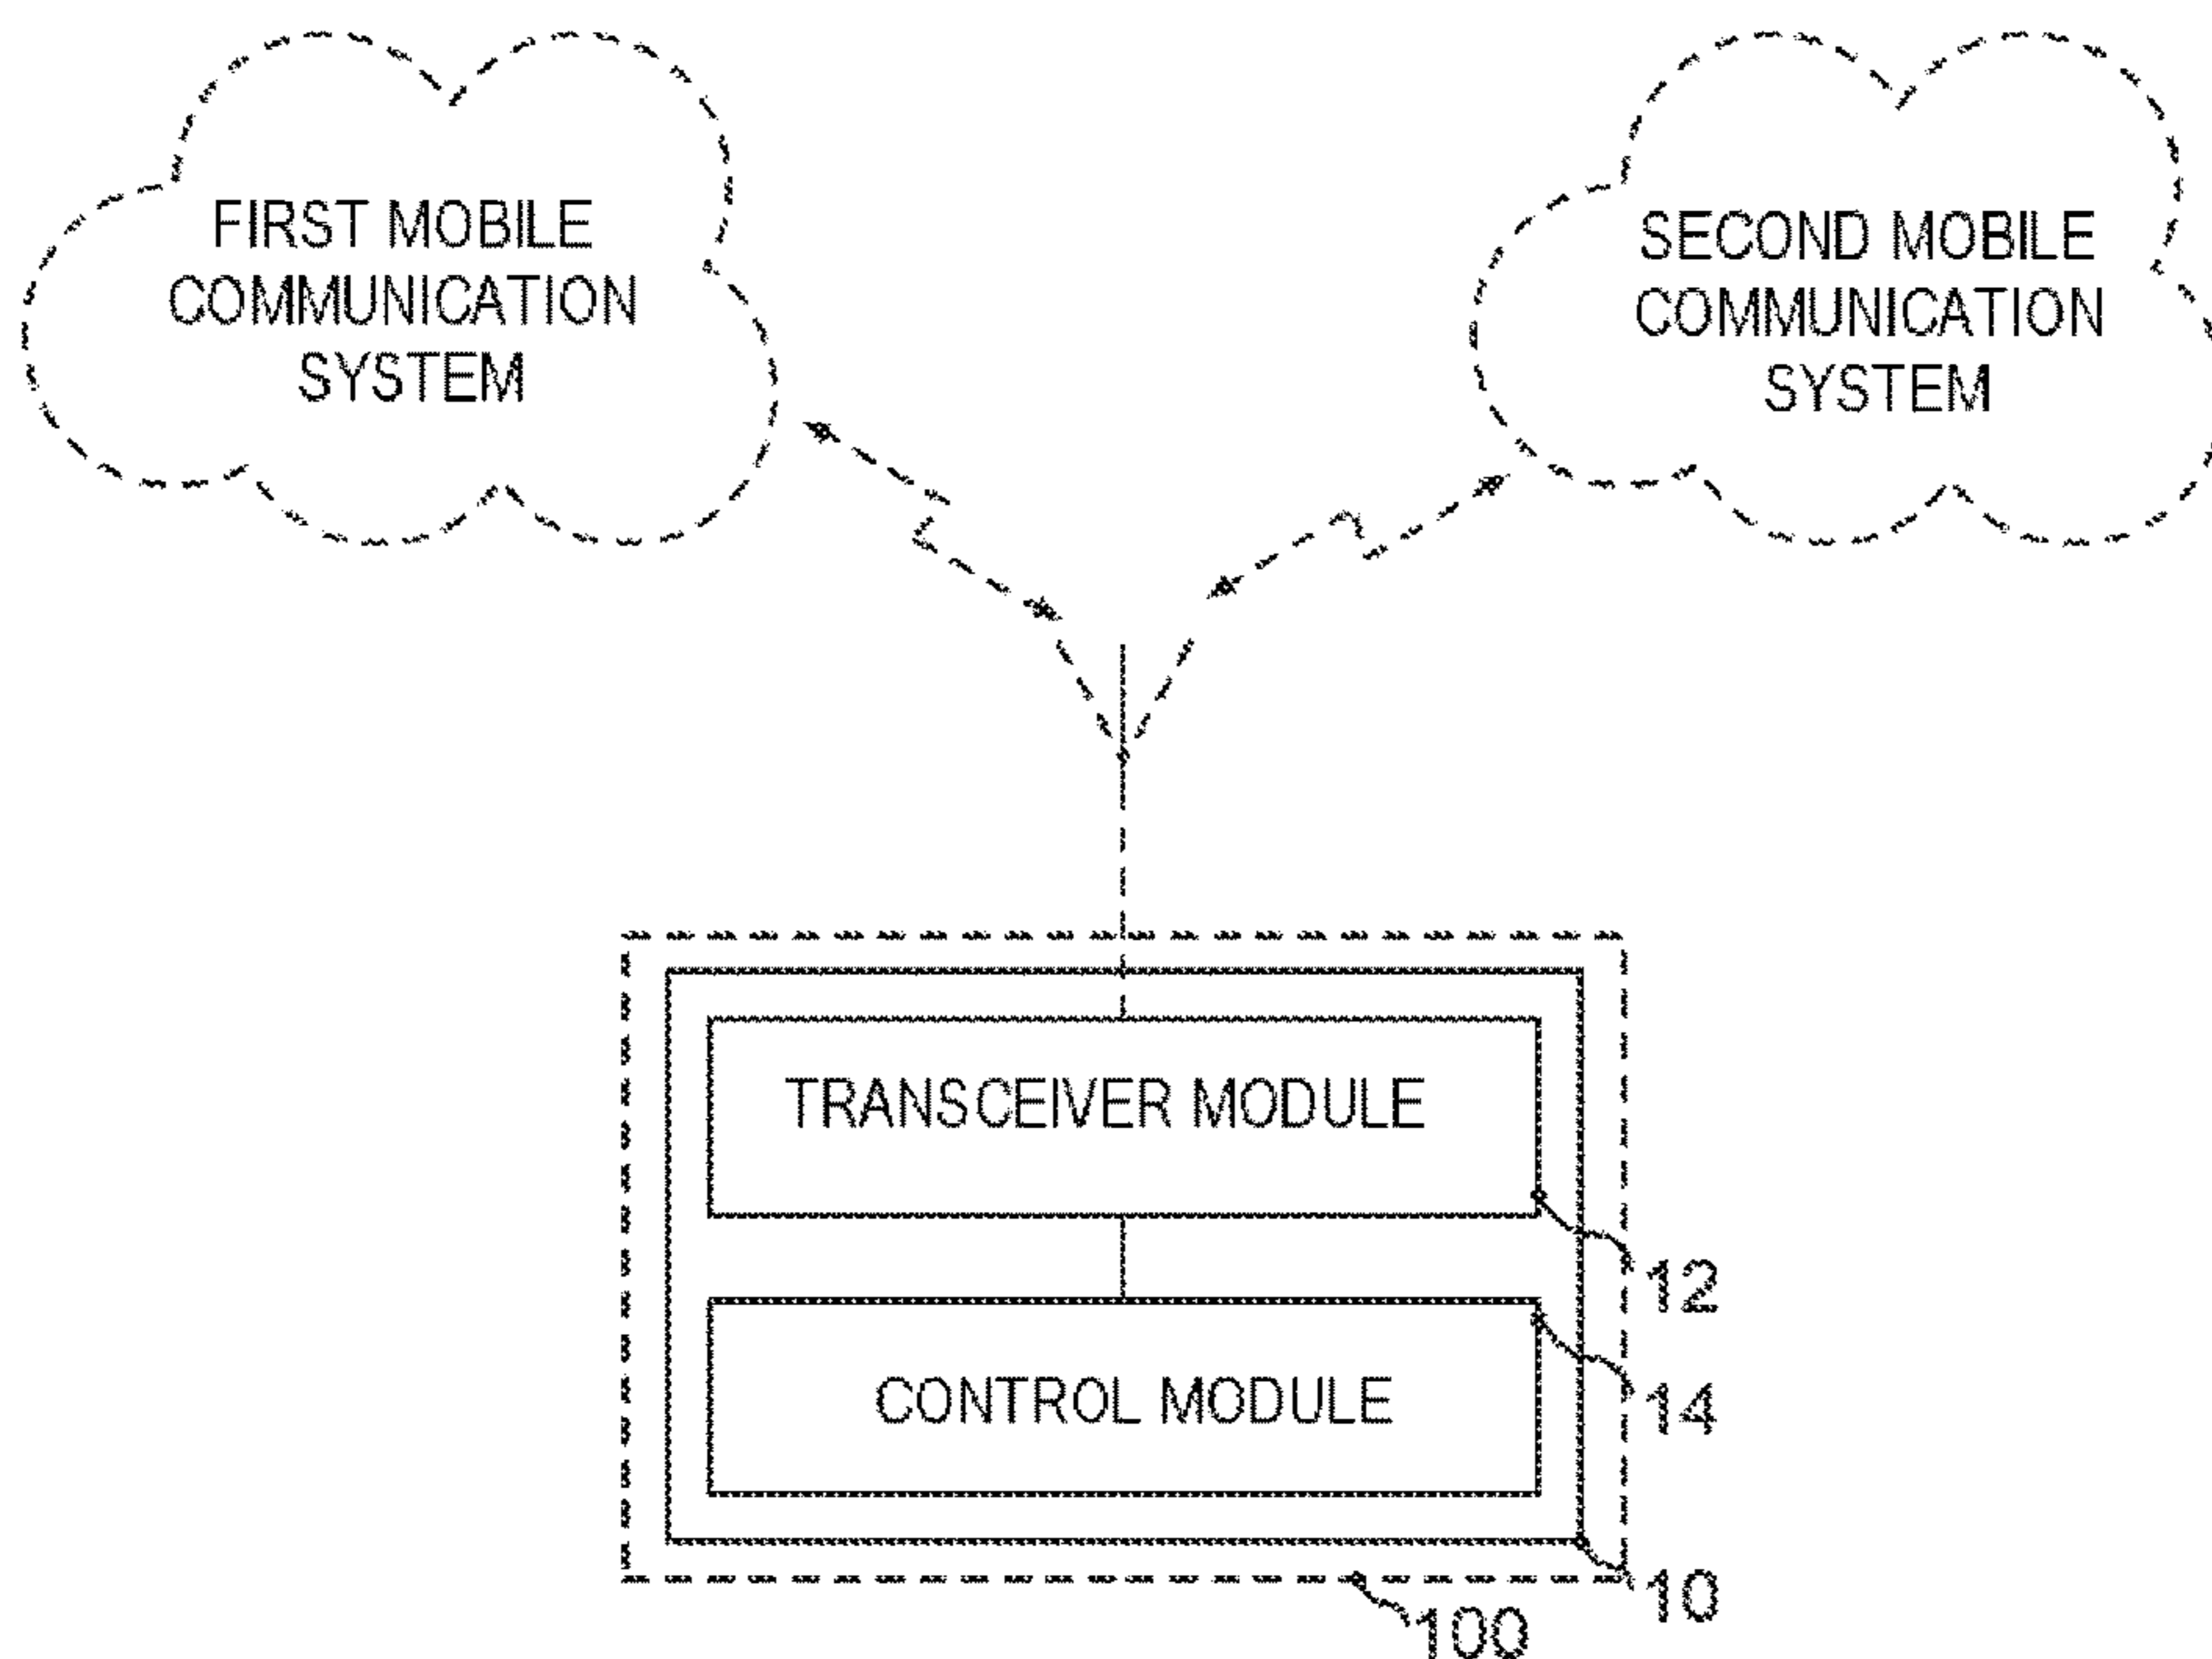 FIRST MOBILE
COMMUNICATION
SYSTEM
SECOND MOBILE
COMMUNICATION
SYSTEM
TRANSCEIVER MODULE
12
CONTROL MODULE
14
10
100